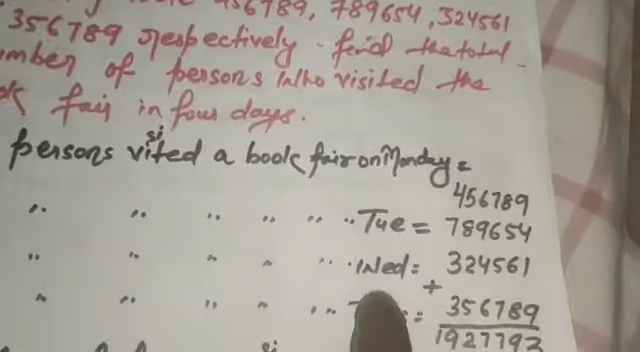 456789, 789654, 324561
356789 respectively. find the total
of persons who visited the
fair in four days.
persons visited a book fair on Monday =
456789
" " " " " " Tue = 789654
" " " " " Wed = 324561
+
" " " " = 356789
1927793